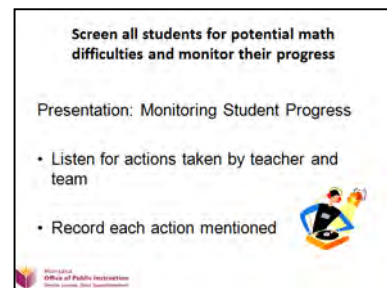 Screen all students for potential math
difficulties and monitor their progress
Presentation: Monitoring Student Progress
• Listen for actions taken by teacher and
team
• Record each action mentioned
Office of Public Instruction